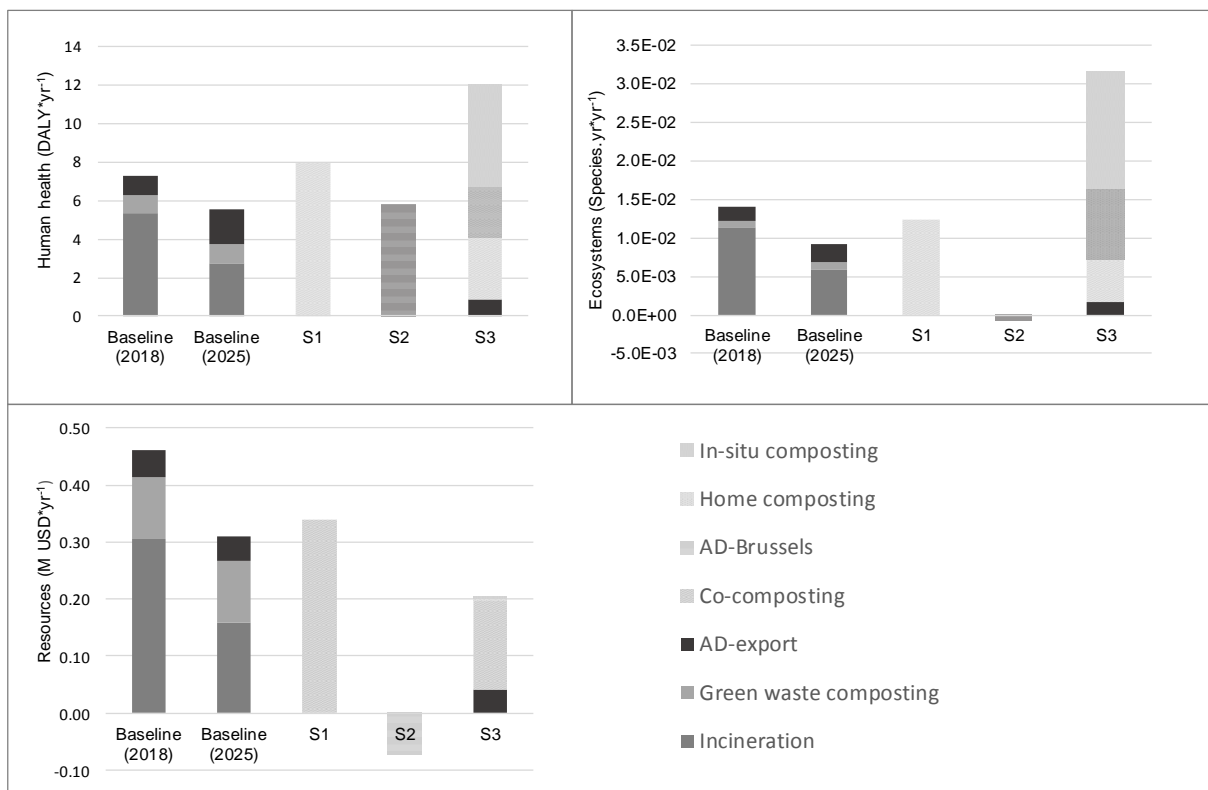 14
12
10
8
6
4
2
0
Human health (DALY*yr-1)
Baseline
(2018)
Baseline
(2025)
S1
S2
S3
3.5E-02
3.0E-02
2.5E-02
2.0E-02
1.5E-02
1.0E-02
5.0E-03
0.0E+00
-5.0E-03
Ecosystems (Species.yr*yr-1)
Baseline
(2018)
Baseline
(2025)
S1
S2
S3
0.50
0.40
0.30
0.20
0.10
0.00
-0.10
Resources (M USD*yr-1)
Baseline
(2018)
Baseline
(2025)
S1
S2
S3
In-situ composting
Home composting
AD-Brussels
Co-composting
AD-export
Green waste composting
Incineration